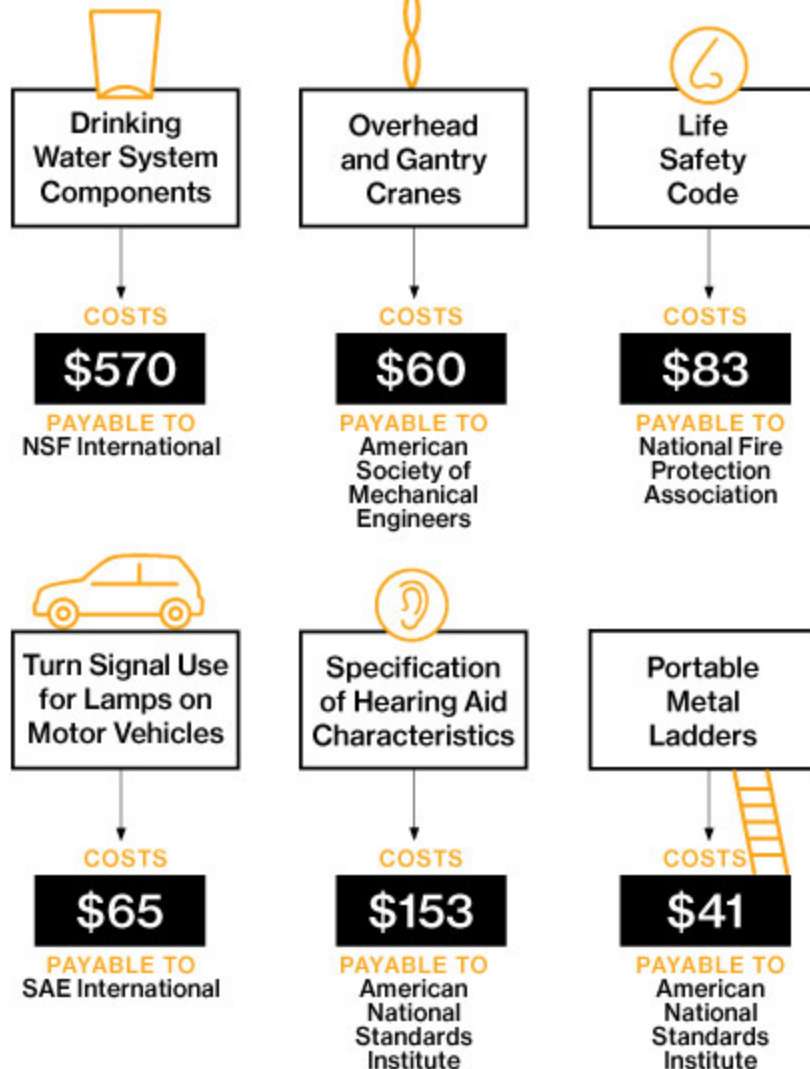 Drinking
Water System
Components
COSTS
$570
PAYABLE TO
NSF International
Overhead
and Gantry
Cranes
COSTS
$60
PAYABLE TO
American
Society of
Mechanical
Engineers
Life
Safety
Code
COSTS
$83
PAYABLE TO
National Fire
Protection
Association
Turn Signal Use
for Lamps on
Motor Vehicles
COSTS
$65
PAYABLE TO
SAE International
Specification
of Hearing Aid
Characteristics
COSTS
$153
PAYABLE TO
American
National
Standards
Institute
Portable
Metal
Ladders
COSTS
$41
PAYABLE TO
American
National
Standards
Institute